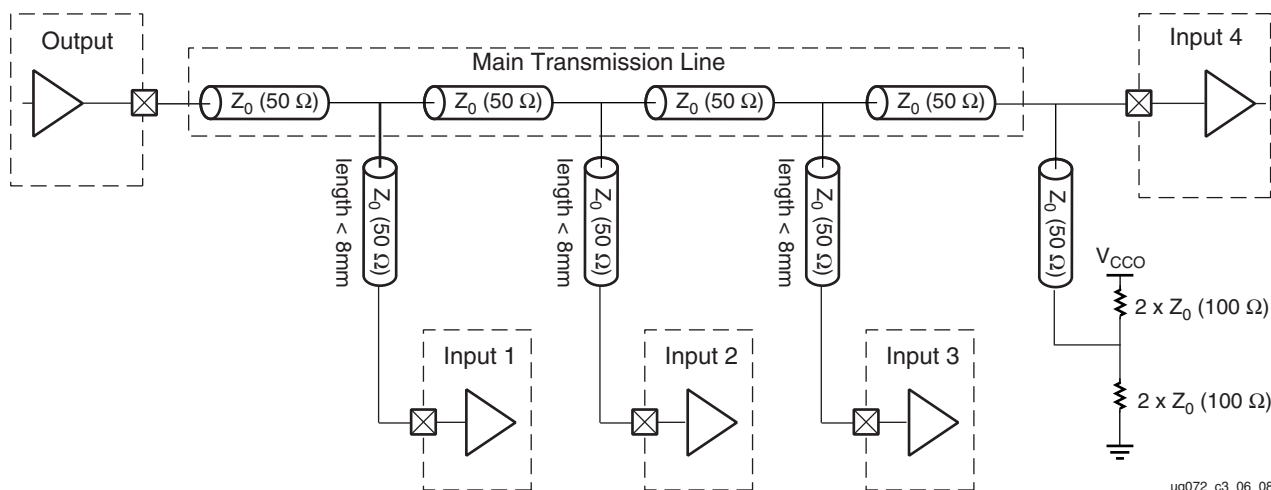 Output
Main Transmission Line
Input 4
Z0 (50 Ω)
Z0 (50 Ω)
Z0 (50 Ω)
Z0 (50 Ω)
length < 8mm
Z0 (50 Ω)
length < 8mm
Z0 (50 Ω)
length < 8mm
Z0 (50 Ω)
Z0 (50 Ω)
VCCO
2 x Z0 (100 Ω)
2 x Z0 (100 Ω)
Input 1
Input 2
Input 3
ug072_c3_06_08